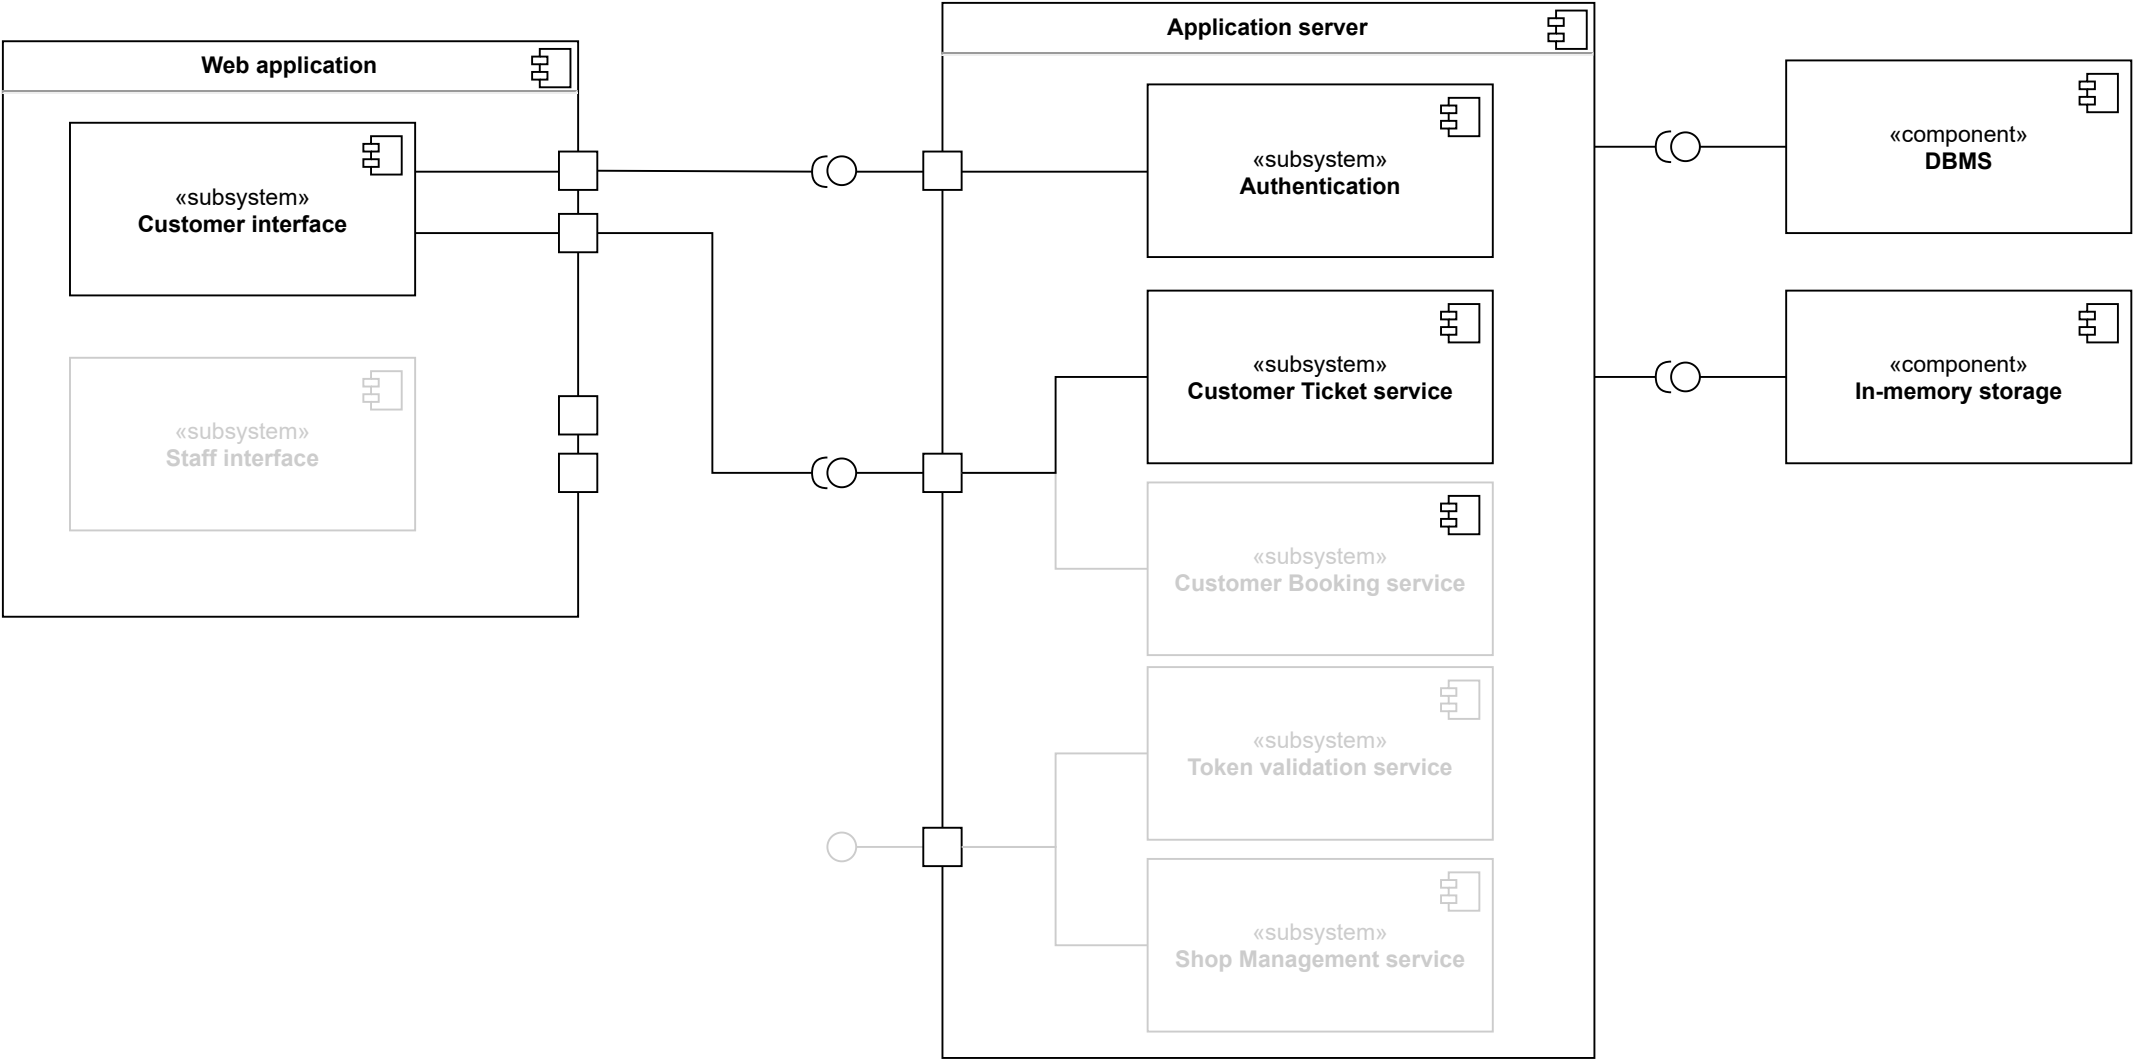 Web application
«subsystem»
Customer interface
«subsystem»
Staff interface
Application server
«subsystem»
Authentication
«subsystem»
Customer Ticket service
«subsystem»
Customer Booking service
«subsystem»
Token validation service
«subsystem»
Shop Management service
«component»
DBMS
«component»
In-memory storage